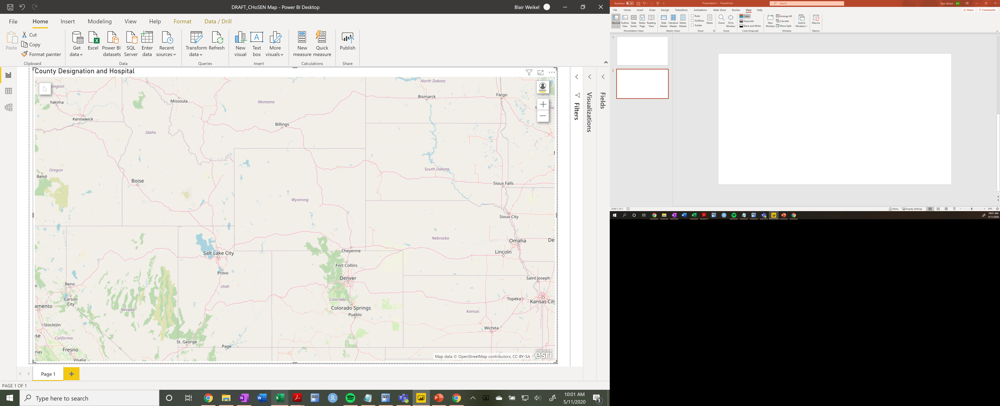 DRAFT_CHoSEN Map - Power BI Desktop
Blair Weikel
File Home Insert Modeling View Help Format Data / Drill
Paste
Cut
Copy
Format painter
Clipboard
Get data
Excel
Power BI datasets
SQL Server
Enter data
Recent sources
Data
Transform data
Refresh
Queries
New visual
Text box
More visuals
Insert
New measure
Quick measure
Calculations
Publish
Share
County Designation and Hospital
Filters
Visualizations
Fields
ington
Yakima
Kennewick
Missoula
Montana
Billings
North Dakota
Bismarck
Fargo
Idaho
Oregon
Bend
Boise
Wyoming
South Dakota
Sioux Falls
Sioux City
Nebraska
Omaha
De
Lincoln
Salt Lake City
Provo
Cheyenne
Fort Collins
Denver
Saint Joseph
Reno
Utah
Carson City
Colorado
Topeka
Kansas City
amento
Nevada
Colorado Springs
Pueblo
Kansas
Stockton
Wichita
ose
California
St. George
Page
Fresno
nas
Visalia
Map data © OpenStreetMap contributors, CC-BY-SA
POWERED BY
esri
Page 1
PAGE 1 OF 1
Type here to search
10:01 AM
5/11/2020
3
AutoSave Off
Presentation1 - PowerPoint
Search
Blair Weikel BW
File Home Insert Draw Design Transitions Animations Slide Show Review View Help
Share Comments
Normal
Outline View
Slide Sorter
Notes Page
Reading View
Presentation Views
Slide Master
Handout Master
Notes Master
Master Views
Ruler
Gridlines
Guides
Notes
Show
Zoom
Fit to Window
Zoom
Color
Grayscale
Black and White
Color/Grayscale
New Window
Arrange All
Cascade
Move Split
Switch Windows
Window
Macros
Macros
1
2
Slide 2 of 2
Notes Display Settings
90%
10:01 AM
5/11/2020